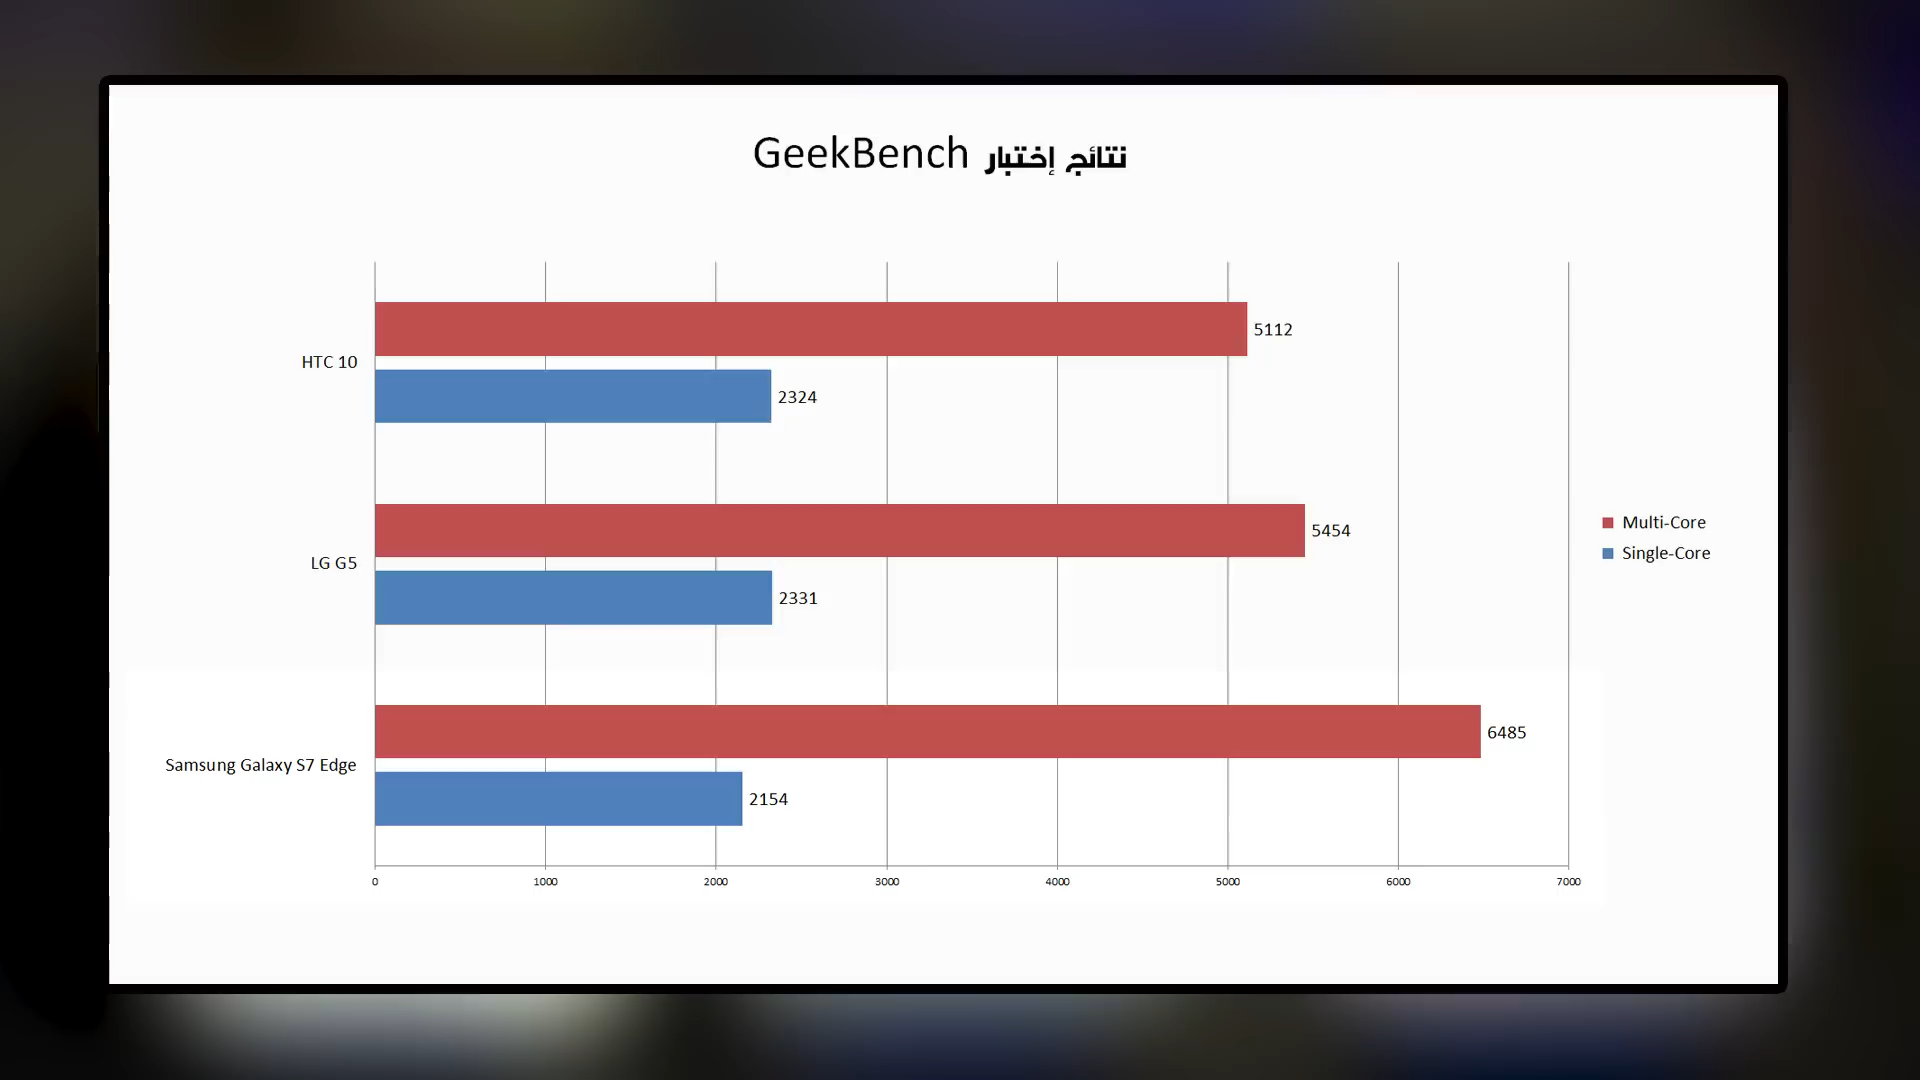 نتائج إختبار GeekBench
HTC 10
5112
2324
LG G5
5454
2331
Samsung Galaxy S7 Edge
6485
2154
0 1000 2000 3000 4000 5000 6000 7000
Multi-Core
Single-Core